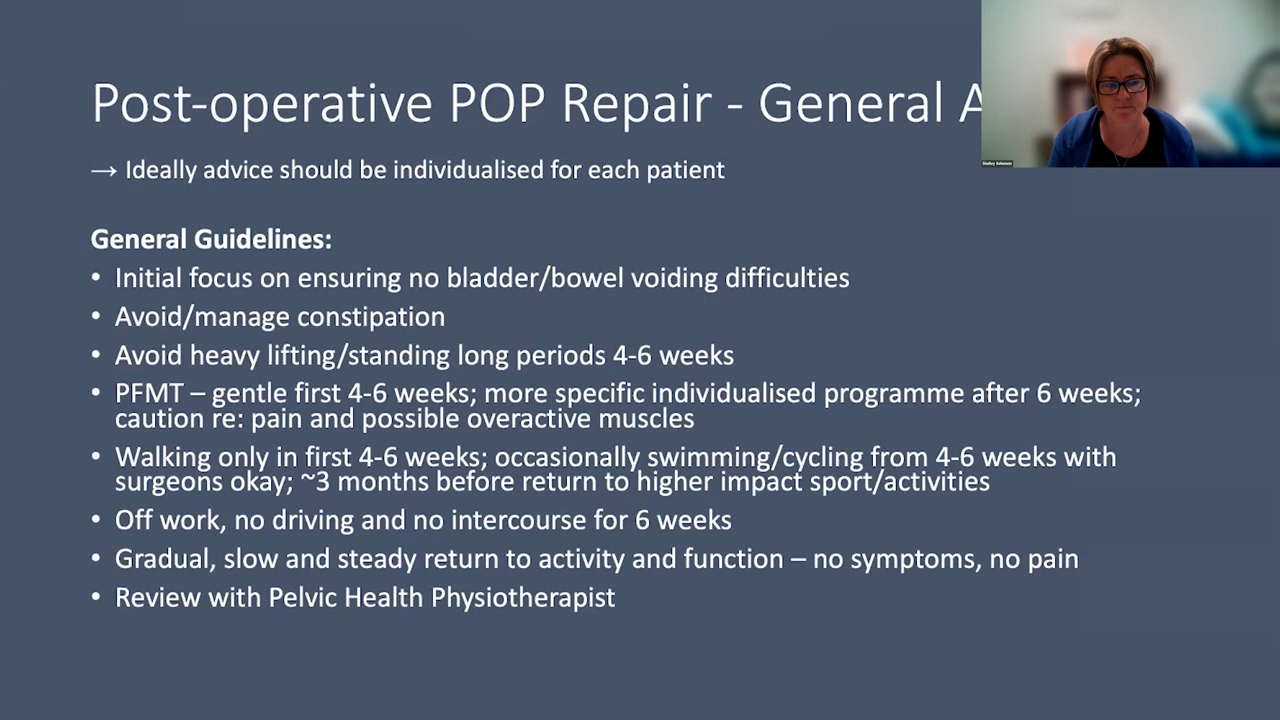 Post-operative POP Repair - General A
→ Ideally advice should be individualised for each patient
General Guidelines:
• Initial focus on ensuring no bladder/bowel voiding difficulties
• Avoid/manage constipation
• Avoid heavy lifting/standing long periods 4-6 weeks
• PFMT – gentle first 4-6 weeks; more specific individualised programme after 6 weeks;
caution re: pain and possible overactive muscles
• Walking only in first 4-6 weeks; occasionally swimming/cycling from 4-6 weeks with
surgeons okay; ~3 months before return to higher impact sport/activities
• Off work, no driving and no intercourse for 6 weeks
• Gradual, slow and steady return to activity and function – no symptoms, no pain
• Review with Pelvic Health Physiotherapist